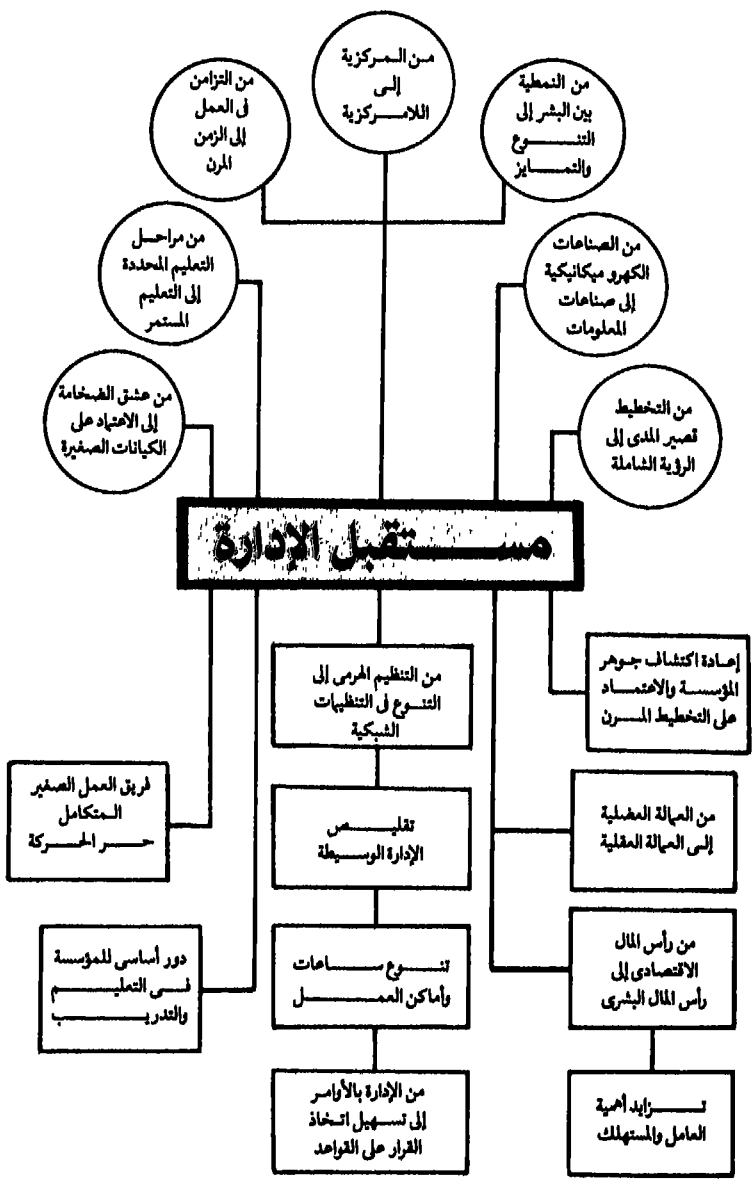 من المركزية
إلى
اللامركزية
من النمطية
بين البشر إلى
التنوع
والتمايز
من التزامن
فى العمل
إلى الزمن
المرن
من الصناعات
الكهروميكانيكية
إلى صناعات
المعلومات
من مراحل
التعليم المحددة
إلى التعليم
المستمر
من التخطيط
قصير المدى إلى
الرؤية الشاملة
من عشق الضخامة
إلى الاعتماد على
الكيانات الصغيرة
مستقبل الإدارة
إعادة اكتشاف جوهر
المؤسسة والاعتماد
على التخطيط المرن
من العمالة العضلية
إلى العمالة العقلية
من رأس المال
الاقتصادى إلى
رأس المال البشرى
تزايد أهمية
العامل والمستهلك
من التنظيم الهرمى إلى
التنوع فى التنظيمات
الشبكية
تقليص
الإدارة الوسيطة
تنوع ساعات
وأماكن العمل
من الإدارة بالأوامر
إلى تسهيل اتخاذ
القرار على القواعد
فريق العمل الصغير
المتكامل
حر الحركة
دور أساسى للمؤسسة
فى التعليم
والتدريب